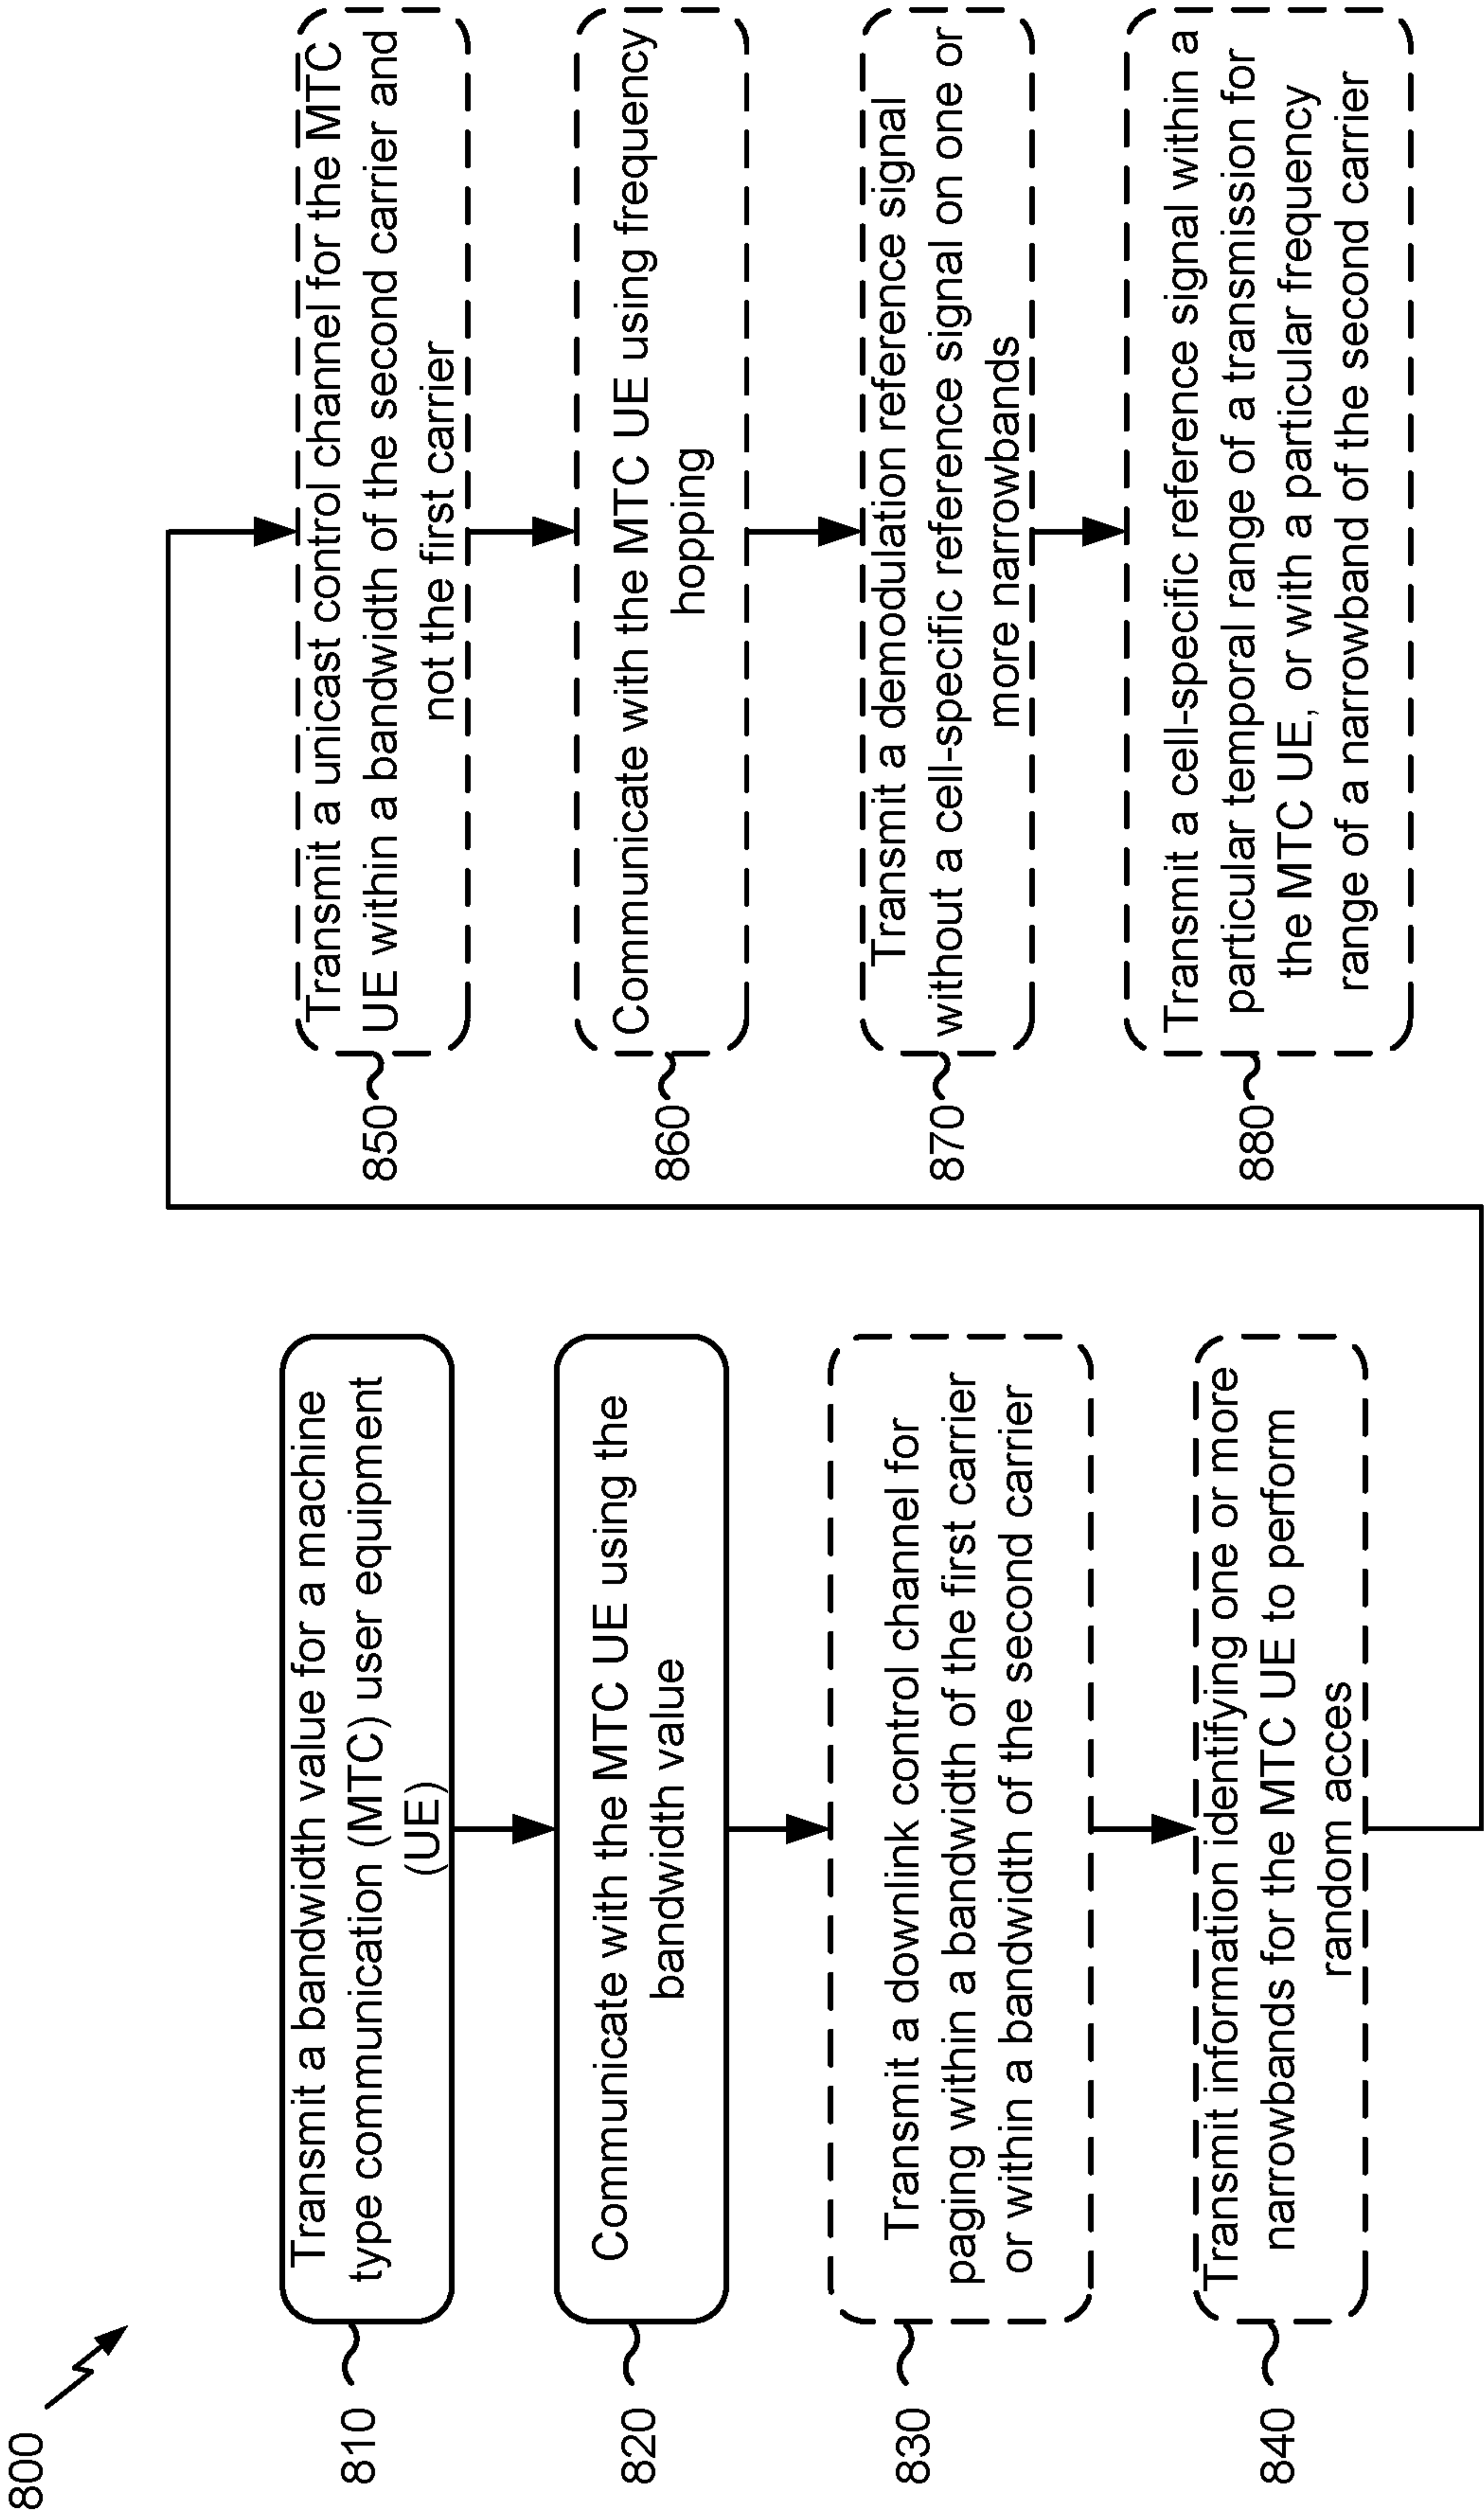 800
810
Transmit a bandwidth value for a machine
type communication (MTC) user equipment
(UE)
820
Communicate with the MTC UE using the
bandwidth value
830
Transmit a downlink control channel for
paging within a bandwidth of the first carrier
or within a bandwidth of the second carrier
840
Transmit information identifying one or more
narrowbands for the MTC UE to perform
random acces
850
Transmit a unicast control channel for the MTC
UE within a bandwidth of the second carrier and
not the first carrier
860
Communicate with the MTC UE using frequency
hopping
870
Transmit a demodulation reference signal
without a cell-specific reference signal on one or
more narrowbands
880
Transmit a cell-specific reference signal within a
particular temporal range of a transmission for
the MTC UE, or with a particular frequency
range of a narrowband of the second carrier